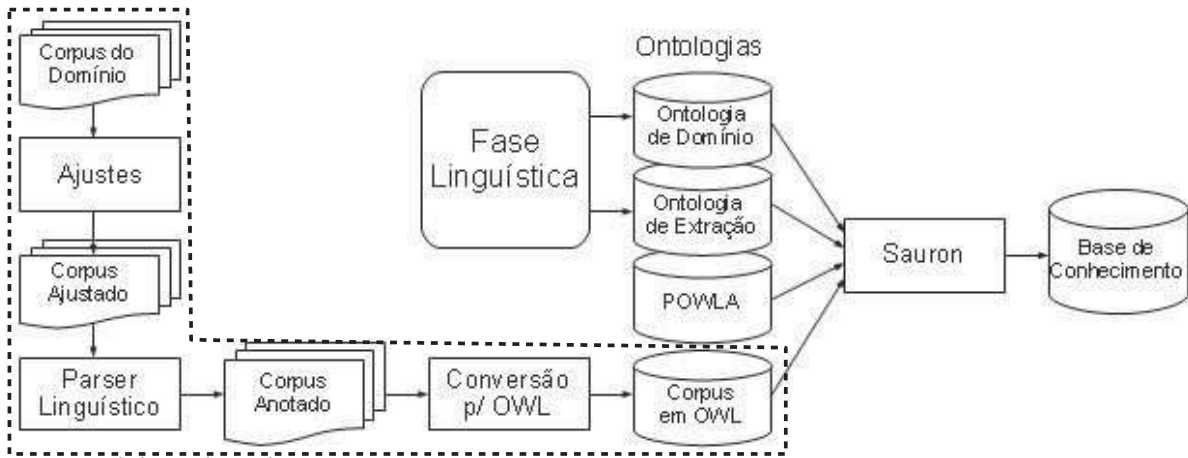 Corpus do
Domínio
Ajustes
Corpus
Ajustado
Parser
Linguístico
Corpus
Anotado
Conversão
p/ OWL
Fase
Linguística
Ontologias
Ontologia
de Domínio
Ontologia
de Extração
POWLA
Corpus
em OWL
Sauron
Base de
Conhecimento